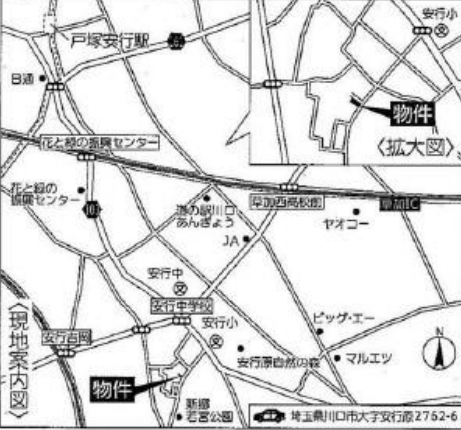 戸塚安行駅
日通
安行小
物件
〈拡大図〉
花と緑の振興センター
花と緑の
振興センター
103
道の駅川口
あんぎょう
草加西高校前
草加IC
ヤオコー
JA
安行中
安行中学校
安行小
安行吉岡
ビッグ・エー
安行原自然の森
マルエツ
N
〈現地案内図〉
物件
新郷
若宮公園
埼玉県川口市大字安行原2762-6